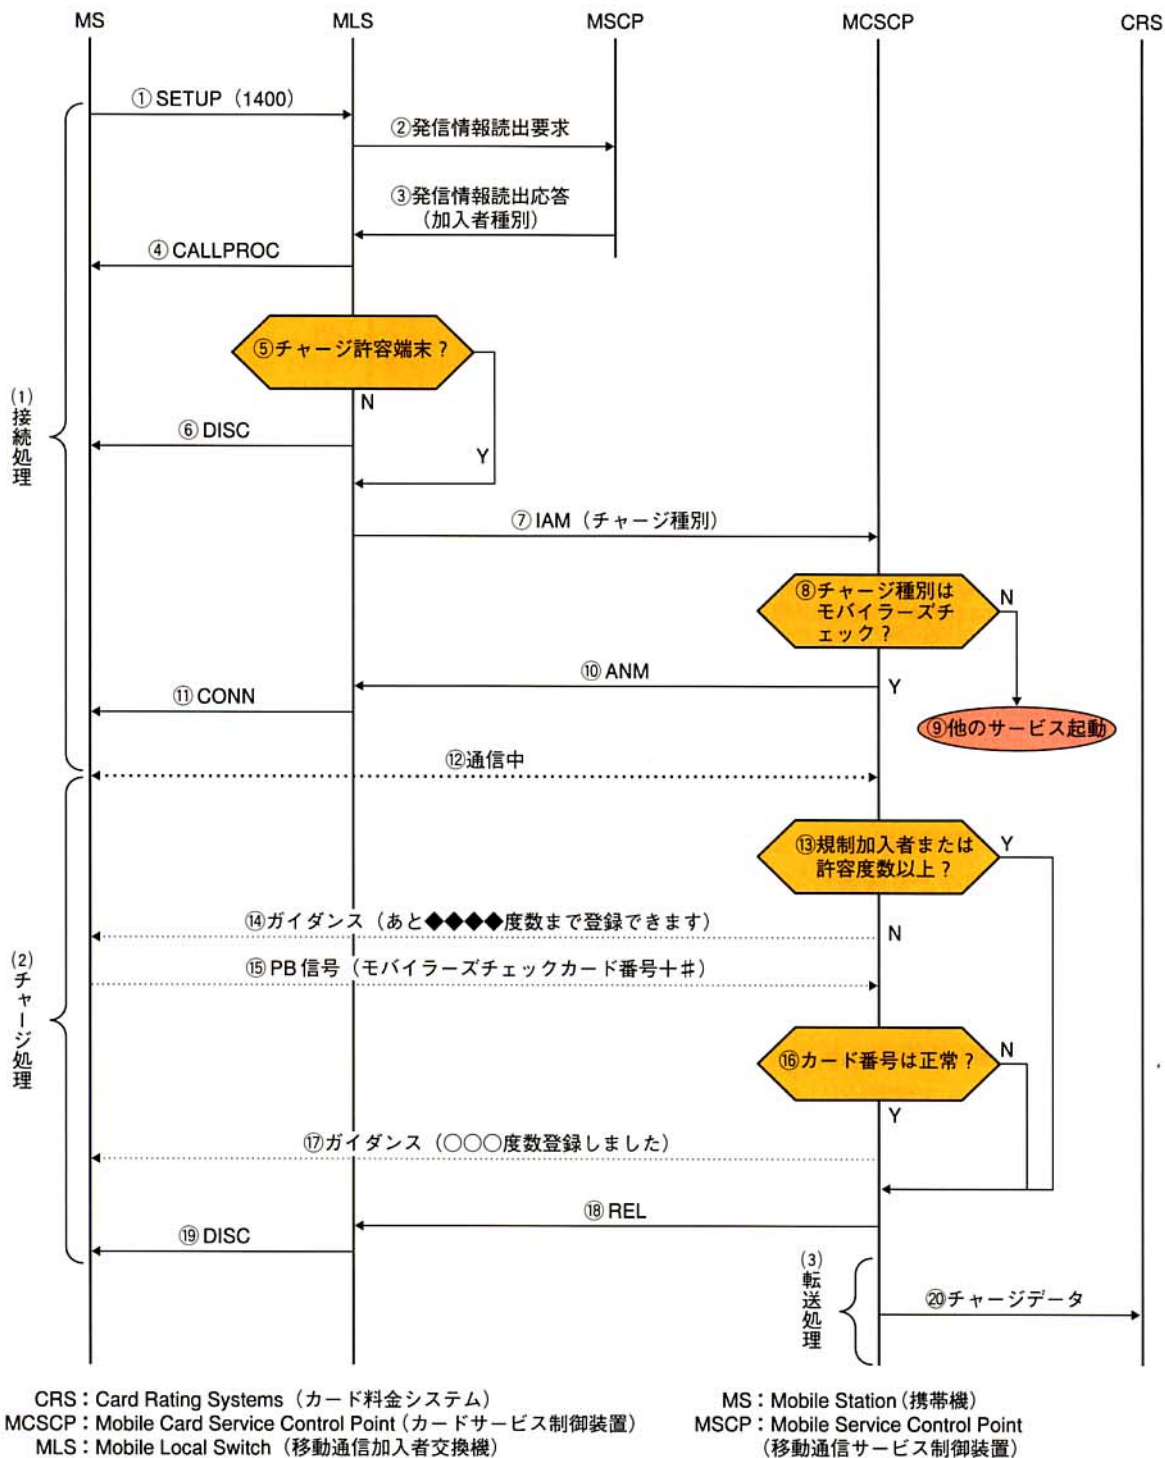 MS
MLS
MSCP
MCSCP
CRS
①SETUP（1400）
②発信情報読出要求
③発信情報読出応答
（加入者種別）
④CALLPROC
⑤チャージ許容端末？
N
⑥DISC
Y
(1)接続処理
⑦IAM（チャージ種別）
⑧チャージ種別は
モバイラーズチ
ェック？
N
⑩ANM
Y
⑪CONN
⑨他のサービス起動
⑫通信中
⑬規制加入者または
許容度数以上？
Y
⑭ガイダンス（あと◆◆◆◆度数まで登録できます）
N
⑮PB信号（モバイラーズチェックカード番号＋＃）
(2)チャージ処理
⑯カード番号は正常？
N
Y
⑰ガイダンス（○○○度数登録しました）
⑱REL
⑲DISC
(3)転送処理
⑳チャージデータ
CRS：Card Rating Systems（カード料金システム）
MCSCP：Mobile Card Service Control Point（カードサービス制御装置）
MLS：Mobile Local Switch（移動通信加入者交換機）
MS：Mobile Station（携帯機）
MSCP：Mobile Service Control Point
（移動通信サービス制御装置）